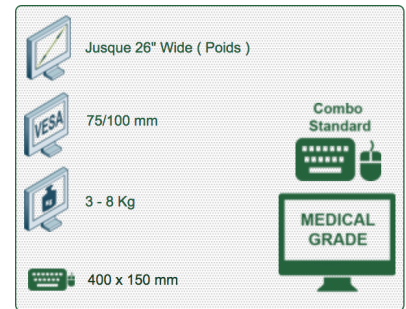 Jusque 26" Wide ( Poids )
VESA
75/100 mm
3 - 8 Kg
400 x 150 mm
Combo
Standard
MEDICAL
GRADE